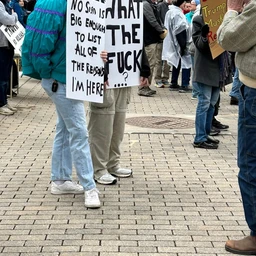 NO SIGN IS
BIG ENOUGH
TO LIST
ALL OF
THE REASONS
I'M HERE!
WHAT
THE
FUCK
...?